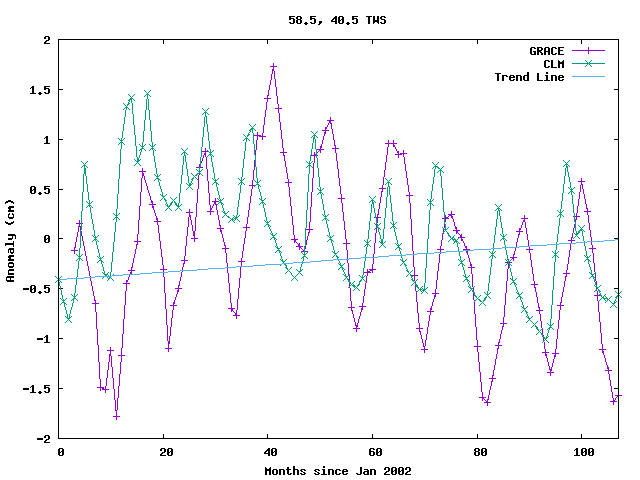 58.5, 40.5 TWS
GRACE
CLM
Trend Line
2
1.5
1
0.5
0
-0.5
-1
-1.5
-2
Anomaly (cm)
0 20 40 60 80 100
Months since Jan 2002